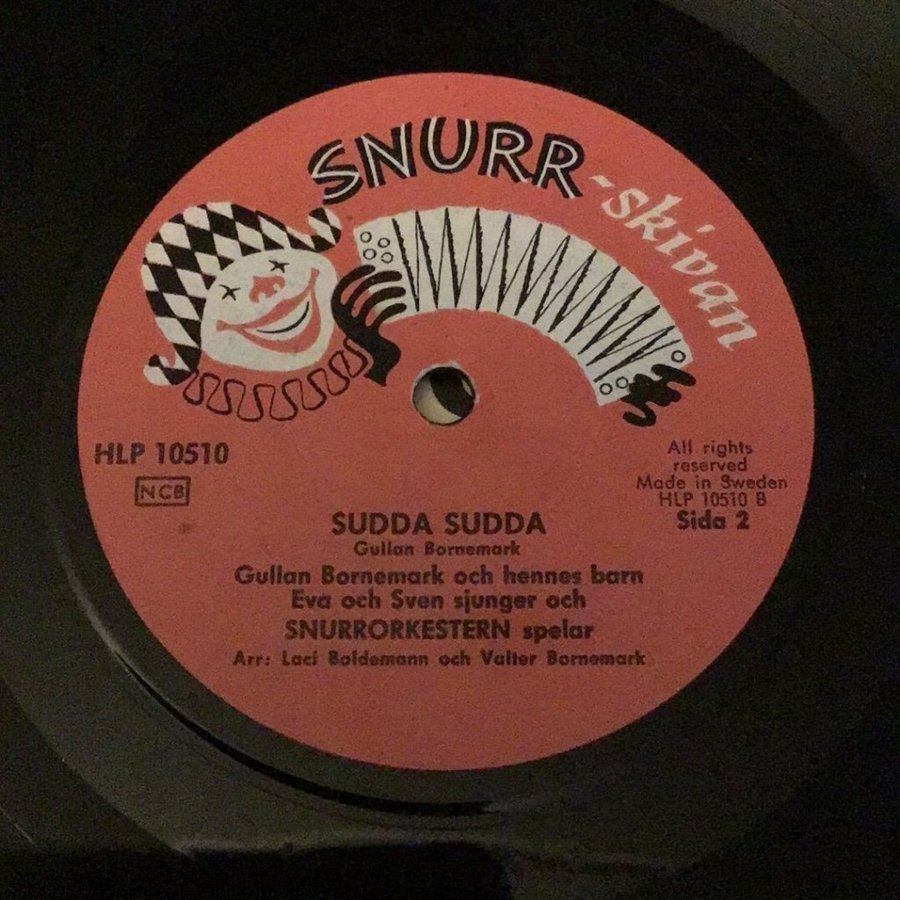 SNURR
-skivan
HLP 10510
NCB
All rights
reserved
Made in Sweden
HLP 10510 B
Sida 2
SUDDA SUDDA
Gullan Bornemark
Gullan Bornemark och hennes barn
Eva och Sven sjunger och
SNURRORKESTERN spelar
Arr: Laci Boldemann och Valter Bornemark